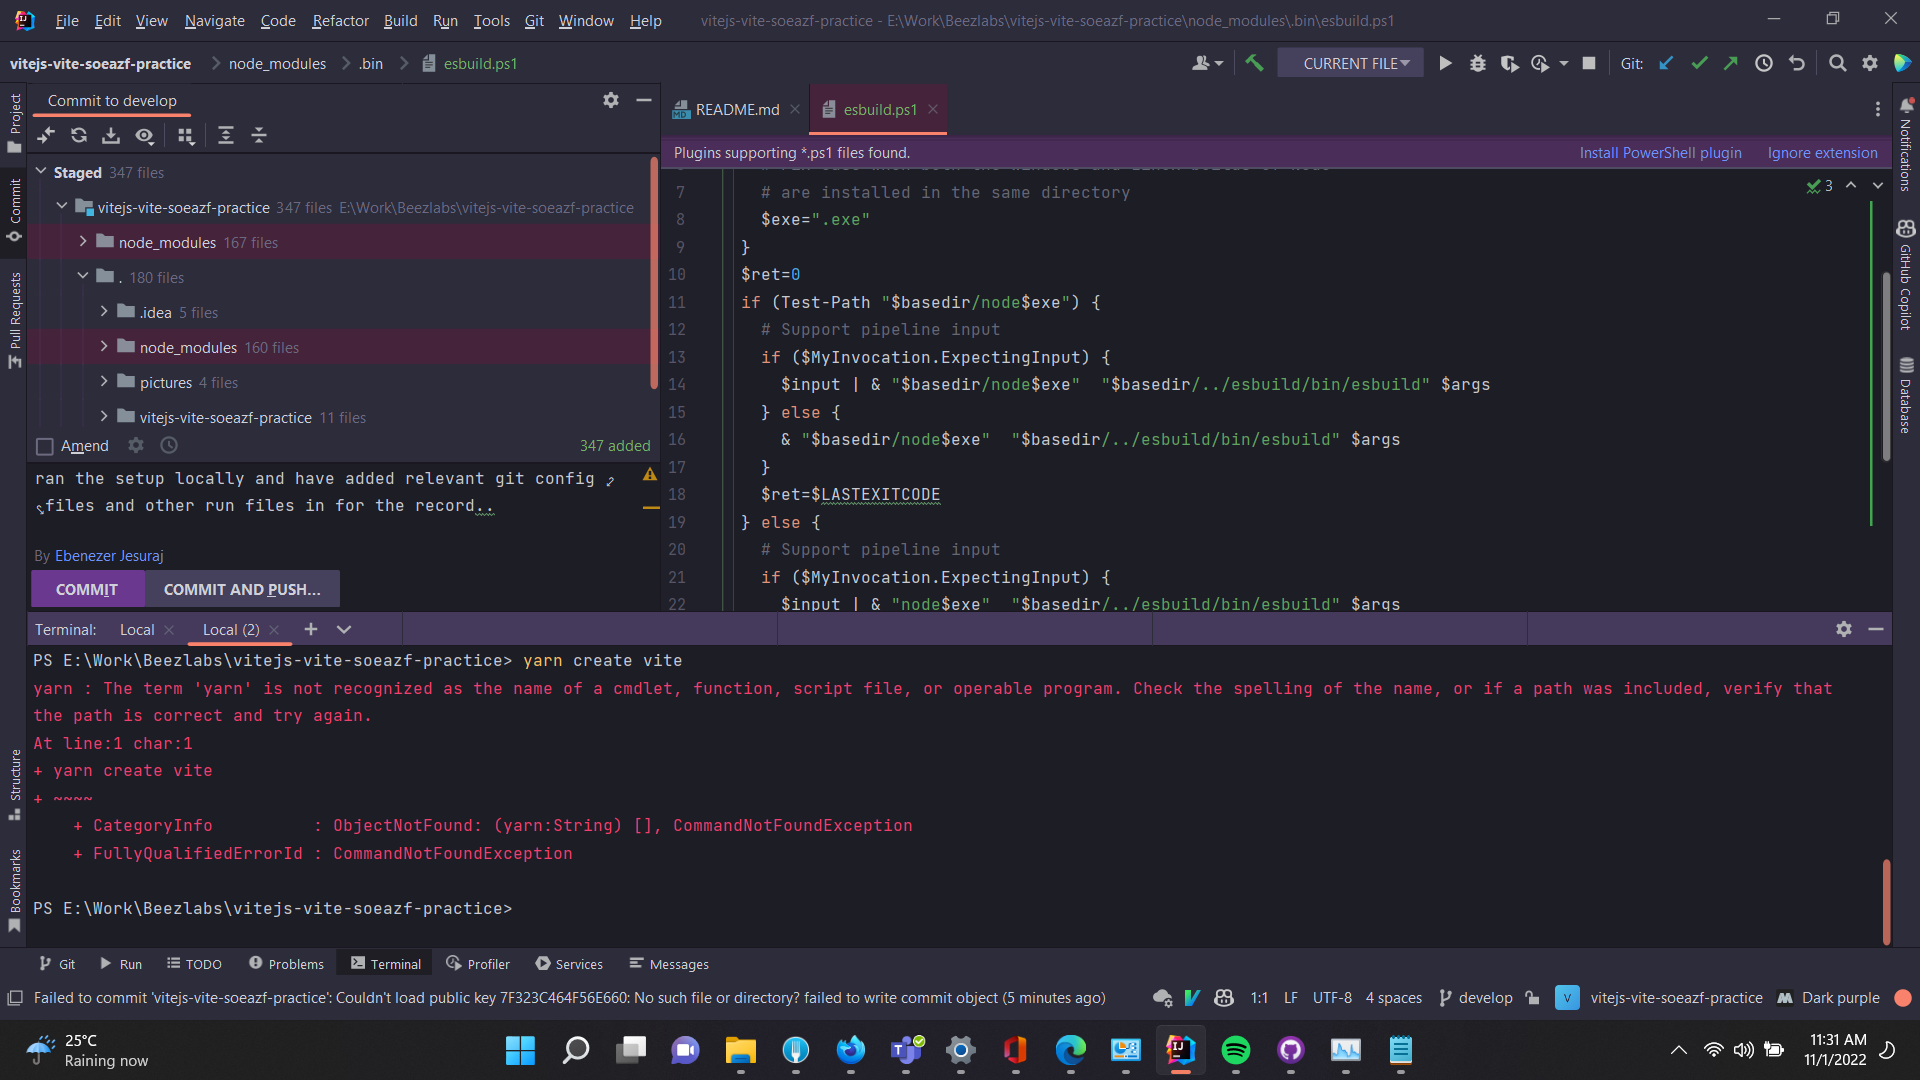 File Edit View Navigate Code Refactor Build Run Tools Git Window Help vitejs-vite-soeazf-practice - E:\Work\Beezlabs\vitejs-vite-soeazf-practice\node_modules\.bin\esbuild.ps1
vitejs-vite-soeazf-practice node_modules .bin esbuild.ps1 CURRENT FILE Git:
Project
Commit
Pull Requests
Structure
Bookmarks
Commit to develop
Staged 347 files
vitejs-vite-soeazf-practice 347 files E:\Work\Beezlabs\vitejs-vite-soeazf-practice
node_modules 167 files
. 180 files
.idea 5 files
node_modules 160 files
pictures 4 files
vitejs-vite-soeazf-practice 11 files
Amend 347 added
ran the setup locally and have added relevant git config
files and other run files in for the record..
By Ebenezer Jesuraj
COMMIT COMMIT AND PUSH...
README.md esbuild.ps1
Plugins supporting *.ps1 files found. Install PowerShell plugin Ignore extension
3
7 # are installed in the same directory
8 $exe=".exe"
9 }
10 $ret=0
11 if (Test-Path "$basedir/node$exe") {
12 # Support pipeline input
13 if ($MyInvocation.ExpectingInput) {
14 $input | & "$basedir/node$exe"  "$basedir/../esbuild/bin/esbuild" $args
15 } else {
16 & "$basedir/node$exe"  "$basedir/../esbuild/bin/esbuild" $args
17 }
18 $ret=$LASTEXITCODE
19 } else {
20 # Support pipeline input
21 if ($MyInvocation.ExpectingInput) {
22 $input | & "node$exe"  "$basedir/../esbuild/bin/esbuild" $args
Notifications
GitHub Copilot
Database
Terminal: Local Local (2)
PS E:\Work\Beezlabs\vitejs-vite-soeazf-practice> yarn create vite
yarn : The term 'yarn' is not recognized as the name of a cmdlet, function, script file, or operable program. Check the spelling of the name, or if a path was included, verify that
the path is correct and try again.
At line:1 char:1
+ yarn create vite
+ ~~~~
+ CategoryInfo          : ObjectNotFound: (yarn:String) [], CommandNotFoundException
+ FullyQualifiedErrorId : CommandNotFoundException
PS E:\Work\Beezlabs\vitejs-vite-soeazf-practice>
Git Run TODO Problems Terminal Profiler Services Messages
Failed to commit 'vitejs-vite-soeazf-practice': Couldn't load public key 7F323C464F56E660: No such file or directory? failed to write commit object (5 minutes ago) 1:1 LF UTF-8 4 spaces develop V vitejs-vite-soeazf-practice Dark purple
25°C
Raining now
11:31 AM
11/1/2022